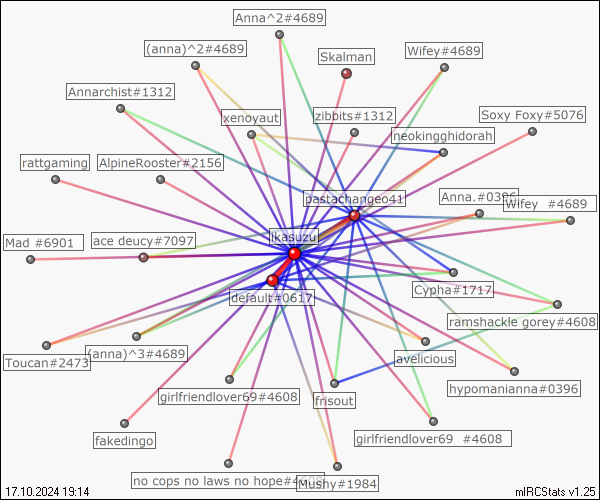 Anna^2#4689
(anna)^2#4689
Wifey#4689
Skalman
Annarchist#1312
xenoyaut
zibbits#1312
Soxy Foxy#5076
neokingghidorah
rattgaming
AlpineRooster#2156
pastachangeo41
Anna.#0396
Wifey #4689
Mad #6901
ace deucy#7097
jkasuzu
Cypha#1717
default#0617
ramshackle gorey#4608
Toucan#2473
(anna)^3#4689
avelicious
hypomanianna#0396
girlfriendlover69#4608
frisout
fakedingo
girlfriendlover69 #4608
no cops no laws no hope#4608
Mushy#1984
17.10.2024 19:14
mIRCStats v1.25